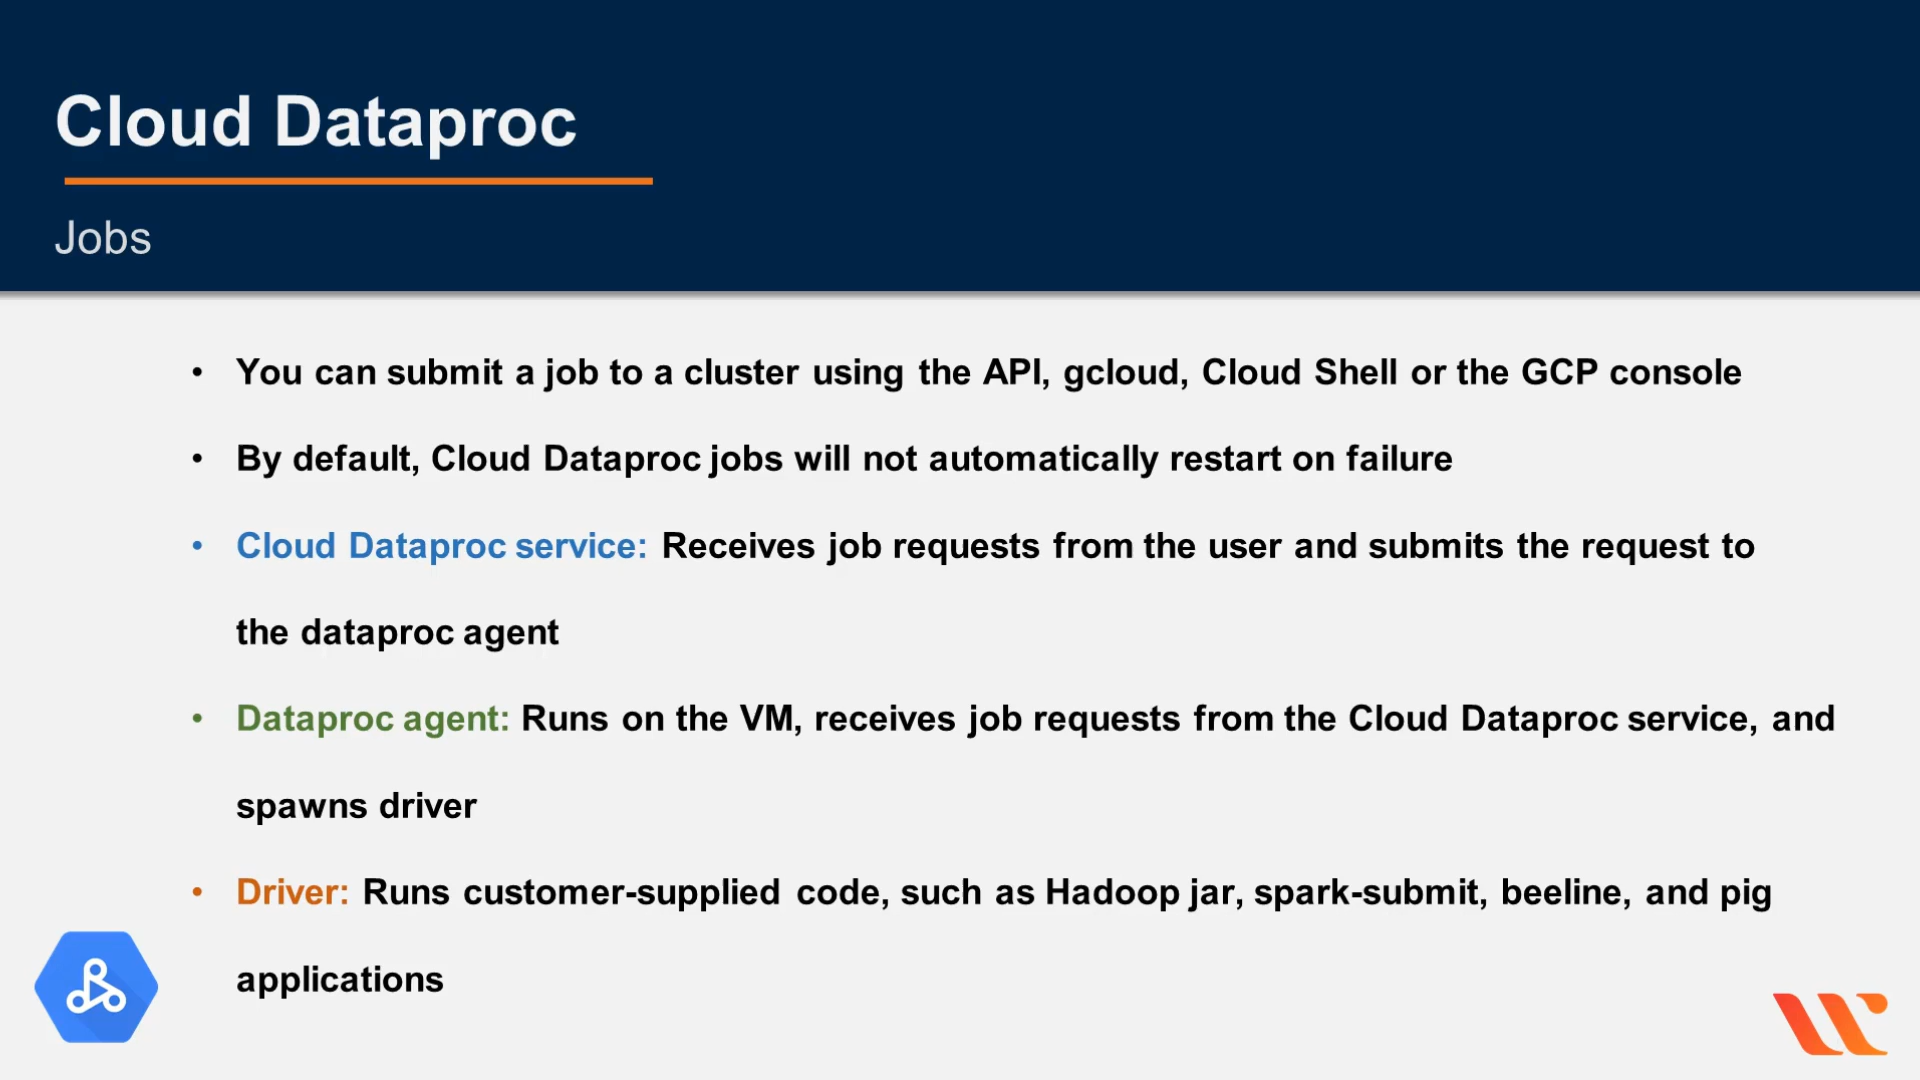 Cloud Dataproc
Jobs
• You can submit a job to a cluster using the API, gcloud, Cloud Shell or the GCP console
• By default, Cloud Dataproc jobs will not automatically restart on failure
• Cloud Dataproc service: Receives job requests from the user and submits the request to
the dataproc agent
• Dataproc agent: Runs on the VM, receives job requests from the Cloud Dataproc service, and
spawns driver
• Driver: Runs customer-supplied code, such as Hadoop jar, spark-submit, beeline, and pig
applications